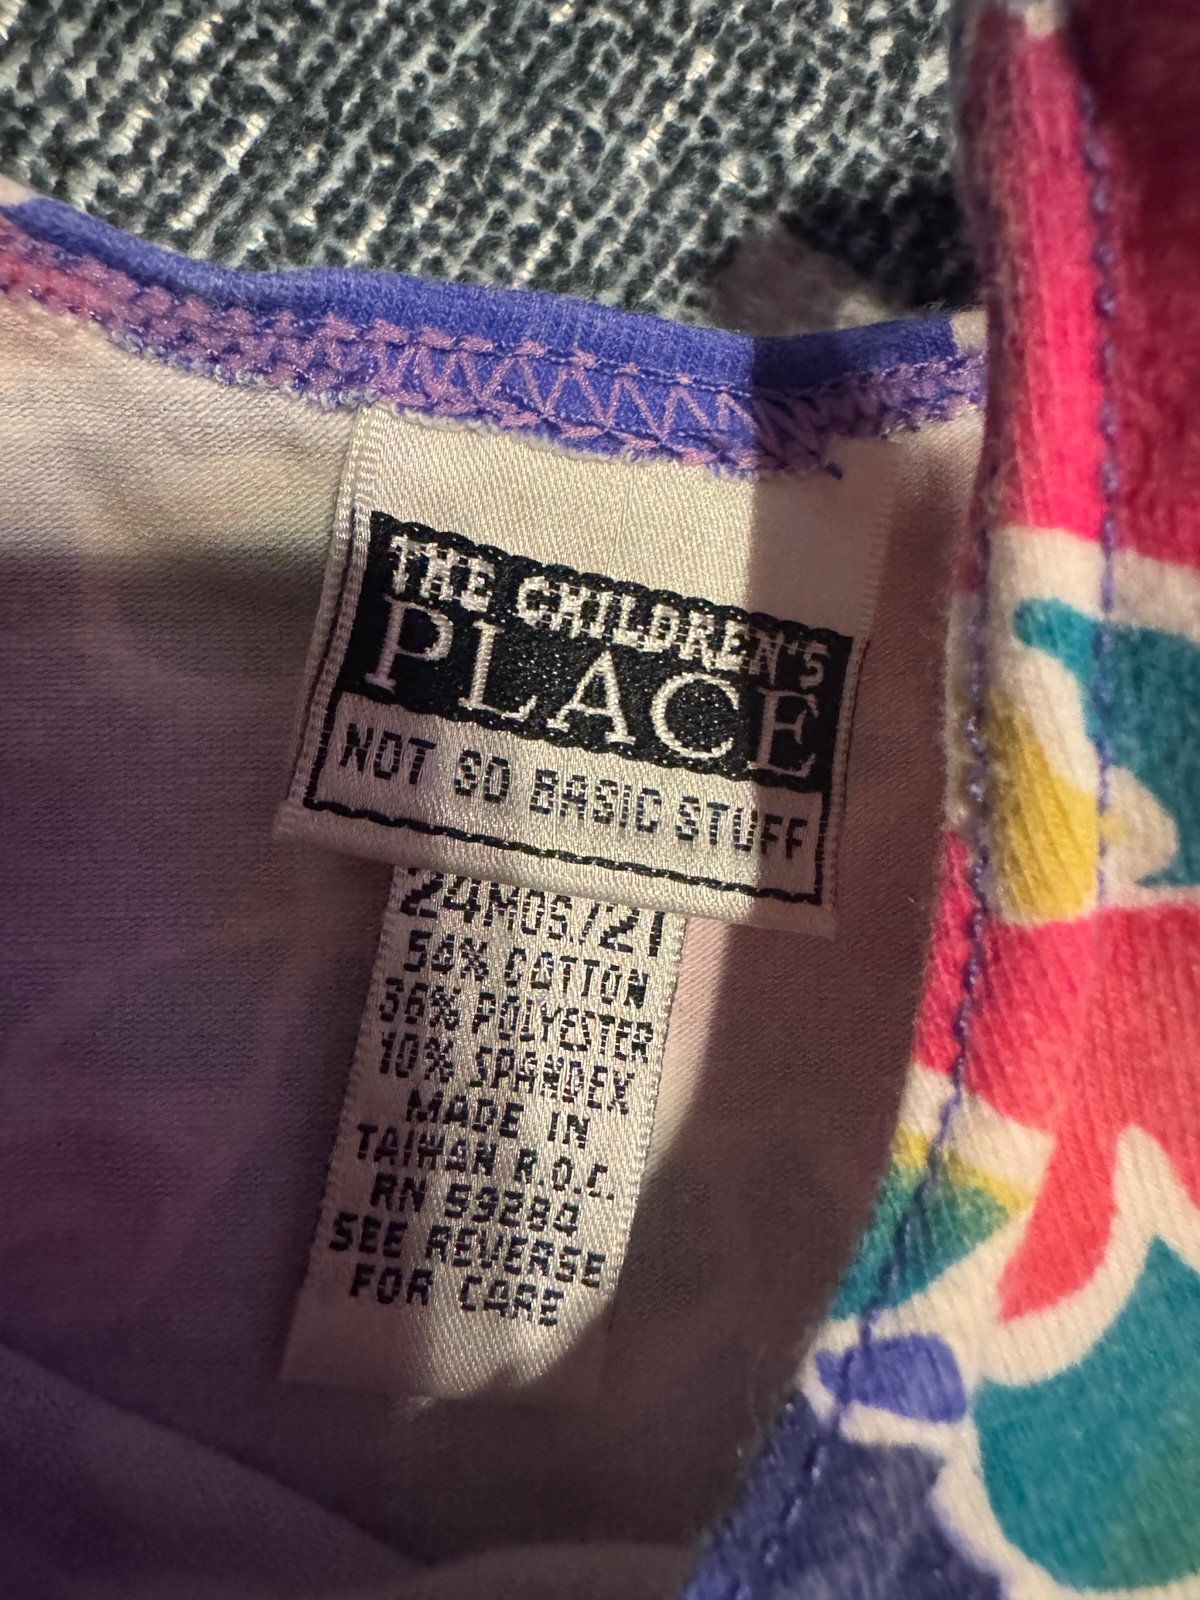 THE CHILDREN'S
PLACE
NOT SO BASIC STUFF
24MOS./2T
54% COTTON
36% POLYESTER
10% SPANDEX
MADE IN
TAIWAN R.O.C.
RN 59280
SEE REVERSE
FOR CARE